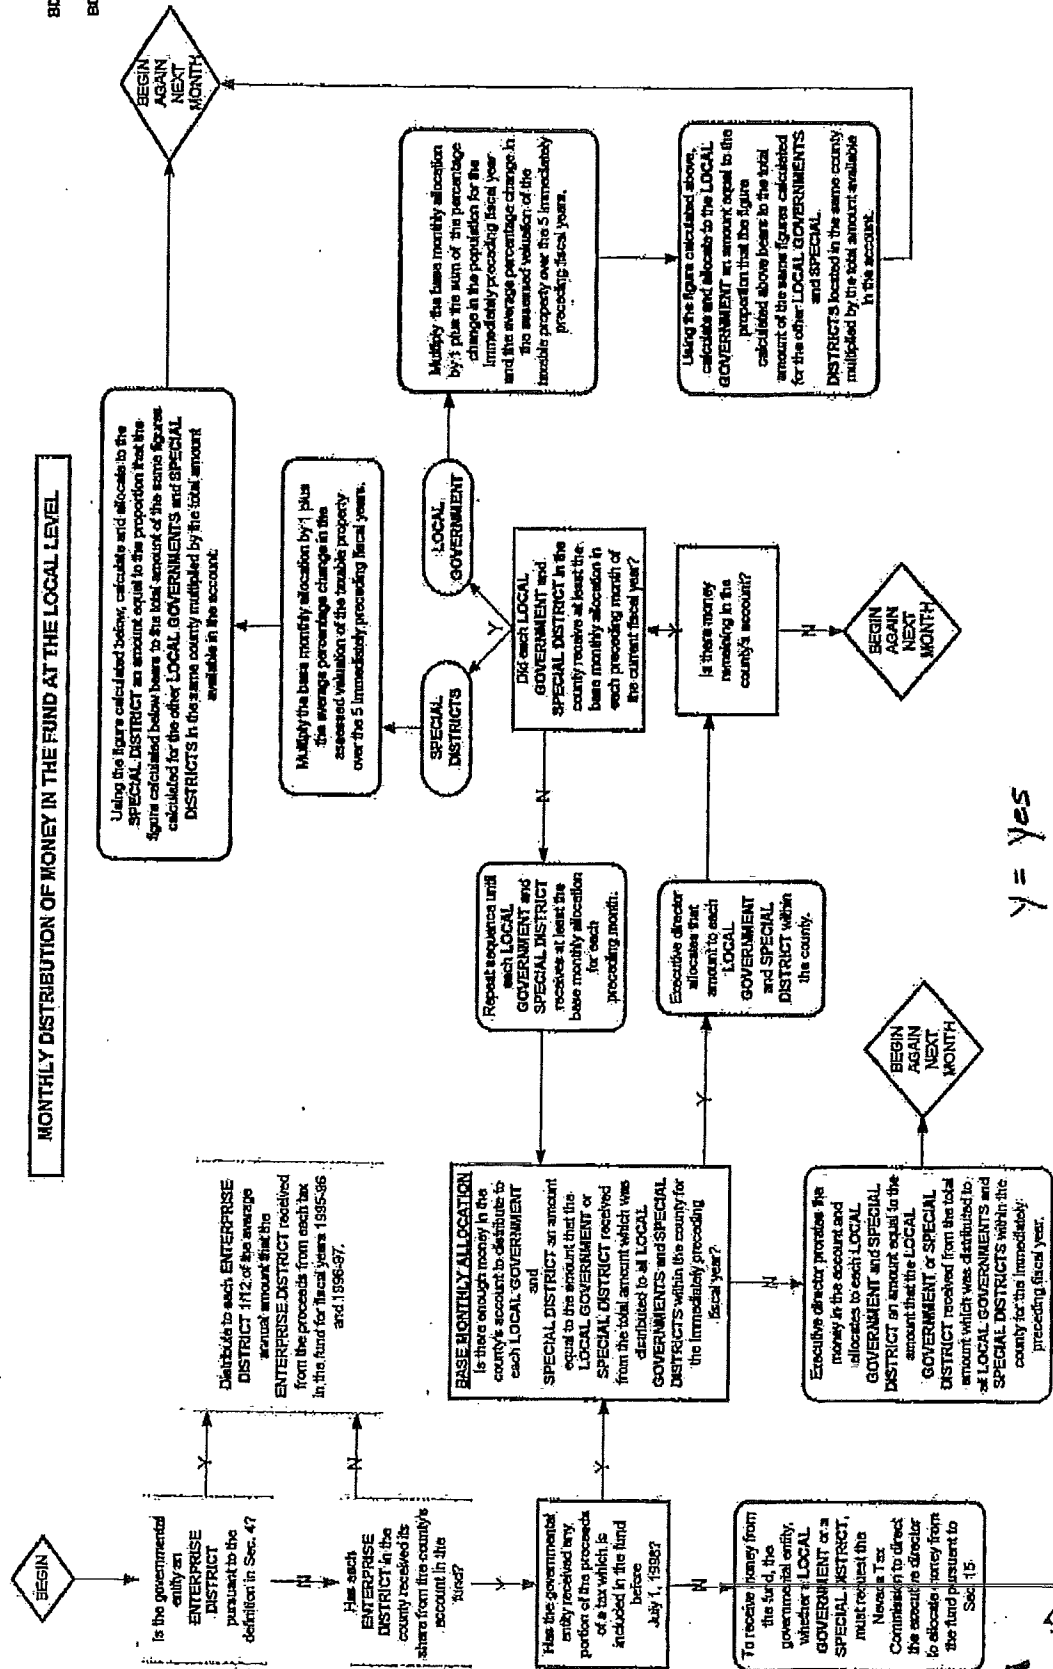 MONTHLY DISTRIBUTION OF MONEY IN THE FUND AT THE LOCAL LEVEL
BEGIN
Is the governmental
entity an
ENTERPRISE
DISTRICT
pursuant to the
definition in Sec. 4?
Y
N
Distribute to each ENTERPRISE
DISTRICT 1/12 of the average
annual amount that the
ENTERPRISE DISTRICT received
from the proceeds from each tax
in the fund for fiscal years 1995-96
and 1996-97.
Has each
ENTERPRISE
DISTRICT in the
county received its
share from the county's
account in the
fund?
N
Y
Has the governmental
entity received any
portion of the proceeds
of a tax which is
included in the fund
before
July 1, 1998?
Y
N
To receive money from
the fund, the
governmental entity,
whether a LOCAL
GOVERNMENT or a
SPECIAL DISTRICT,
must request the
Nevada Tax
Commission to direct
the executive director
to allocate money from
the fund pursuant to
Sec. 15.
BASE MONTHLY ALLOCATION
Is there enough money in the
county's account to distribute to
each LOCAL GOVERNMENT
and
SPECIAL DISTRICT an amount
equal to the amount that the
LOCAL GOVERNMENT or
SPECIAL DISTRICT received
from the total amount which was
distributed to all LOCAL
GOVERNMENTS and SPECIAL
DISTRICTS within the county for
the immediately preceding
fiscal year?
Y
N
Executive director prorates the
money in the account and
allocates to each LOCAL
GOVERNMENT and SPECIAL
DISTRICT an amount equal to the
amount that the LOCAL
GOVERNMENT OR SPECIAL
DISTRICT received from the total
amount which was distributed to
all LOCAL GOVERNMENTS and
SPECIAL DISTRICTS within the
county for the immediately
preceding fiscal year.
BEGIN
AGAIN
NEXT
MONTH
Executive director
allocates that
amount to each
LOCAL
GOVERNMENT
and SPECIAL
DISTRICT within
the county.
Is there money
remaining in the
county's account?
Y
N
BEGIN
AGAIN
NEXT
MONTH
Did each LOCAL
GOVERNMENT and
SPECIAL DISTRICT in the
county receive at least the
base monthly allocation in
each preceding month of
the current fiscal year?
N
Y
Repeat sequence until
each LOCAL
GOVERNMENT and
SPECIAL DISTRICT
receives at least the
base monthly allocation
for each
preceding month.
SPECIAL
DISTRICTS
LOCAL
GOVERNMENT
Multiply the base monthly allocation by 1 plus
the average percentage change in the
assessed valuation of the taxable property
over the 5 immediately preceding fiscal years.
Using the figure calculated below, calculate and allocate to the
SPECIAL DISTRICT an amount equal to the proportion that the
figure calculated below bears to the total amount of the same figures
calculated for the other LOCAL GOVERNMENTS and SPECIAL
DISTRICTS in the same county multiplied by the total amount
available in the account.
Multiply the base monthly allocation
by 1 plus the sum of the percentage
change in the population for the
immediately preceding fiscal year
and the average percentage change in
the assessed valuation of the
taxable property over the 5 immediately
preceding fiscal years.
Using the figure calculated above,
calculate and allocate to the LOCAL
GOVERNMENT an amount equal to the
proportion that the figure
calculated above bears to the total
amount of the same figures calculated
for the other LOCAL GOVERNMENTS
and SPECIAL
DISTRICTS located in the same county
multiplied by the total amount available
in the account.
BEGIN
AGAIN
NEXT
MONTH
Y = Yes